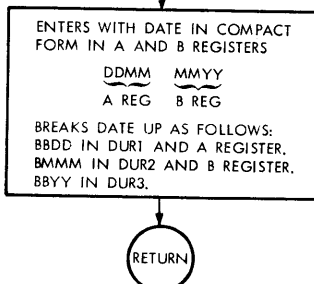 ENTERS WITH DATE IN COMPACT
FORM IN A AND B REGISTERS
DDMM MMYY
A REG B REG
BREAKS DATE UP AS FOLLOWS:
BBDD IN DUR1 AND A REGISTER.
BMMM IN DUR2 AND B REGISTER.
BBYY IN DUR3.
RETURN